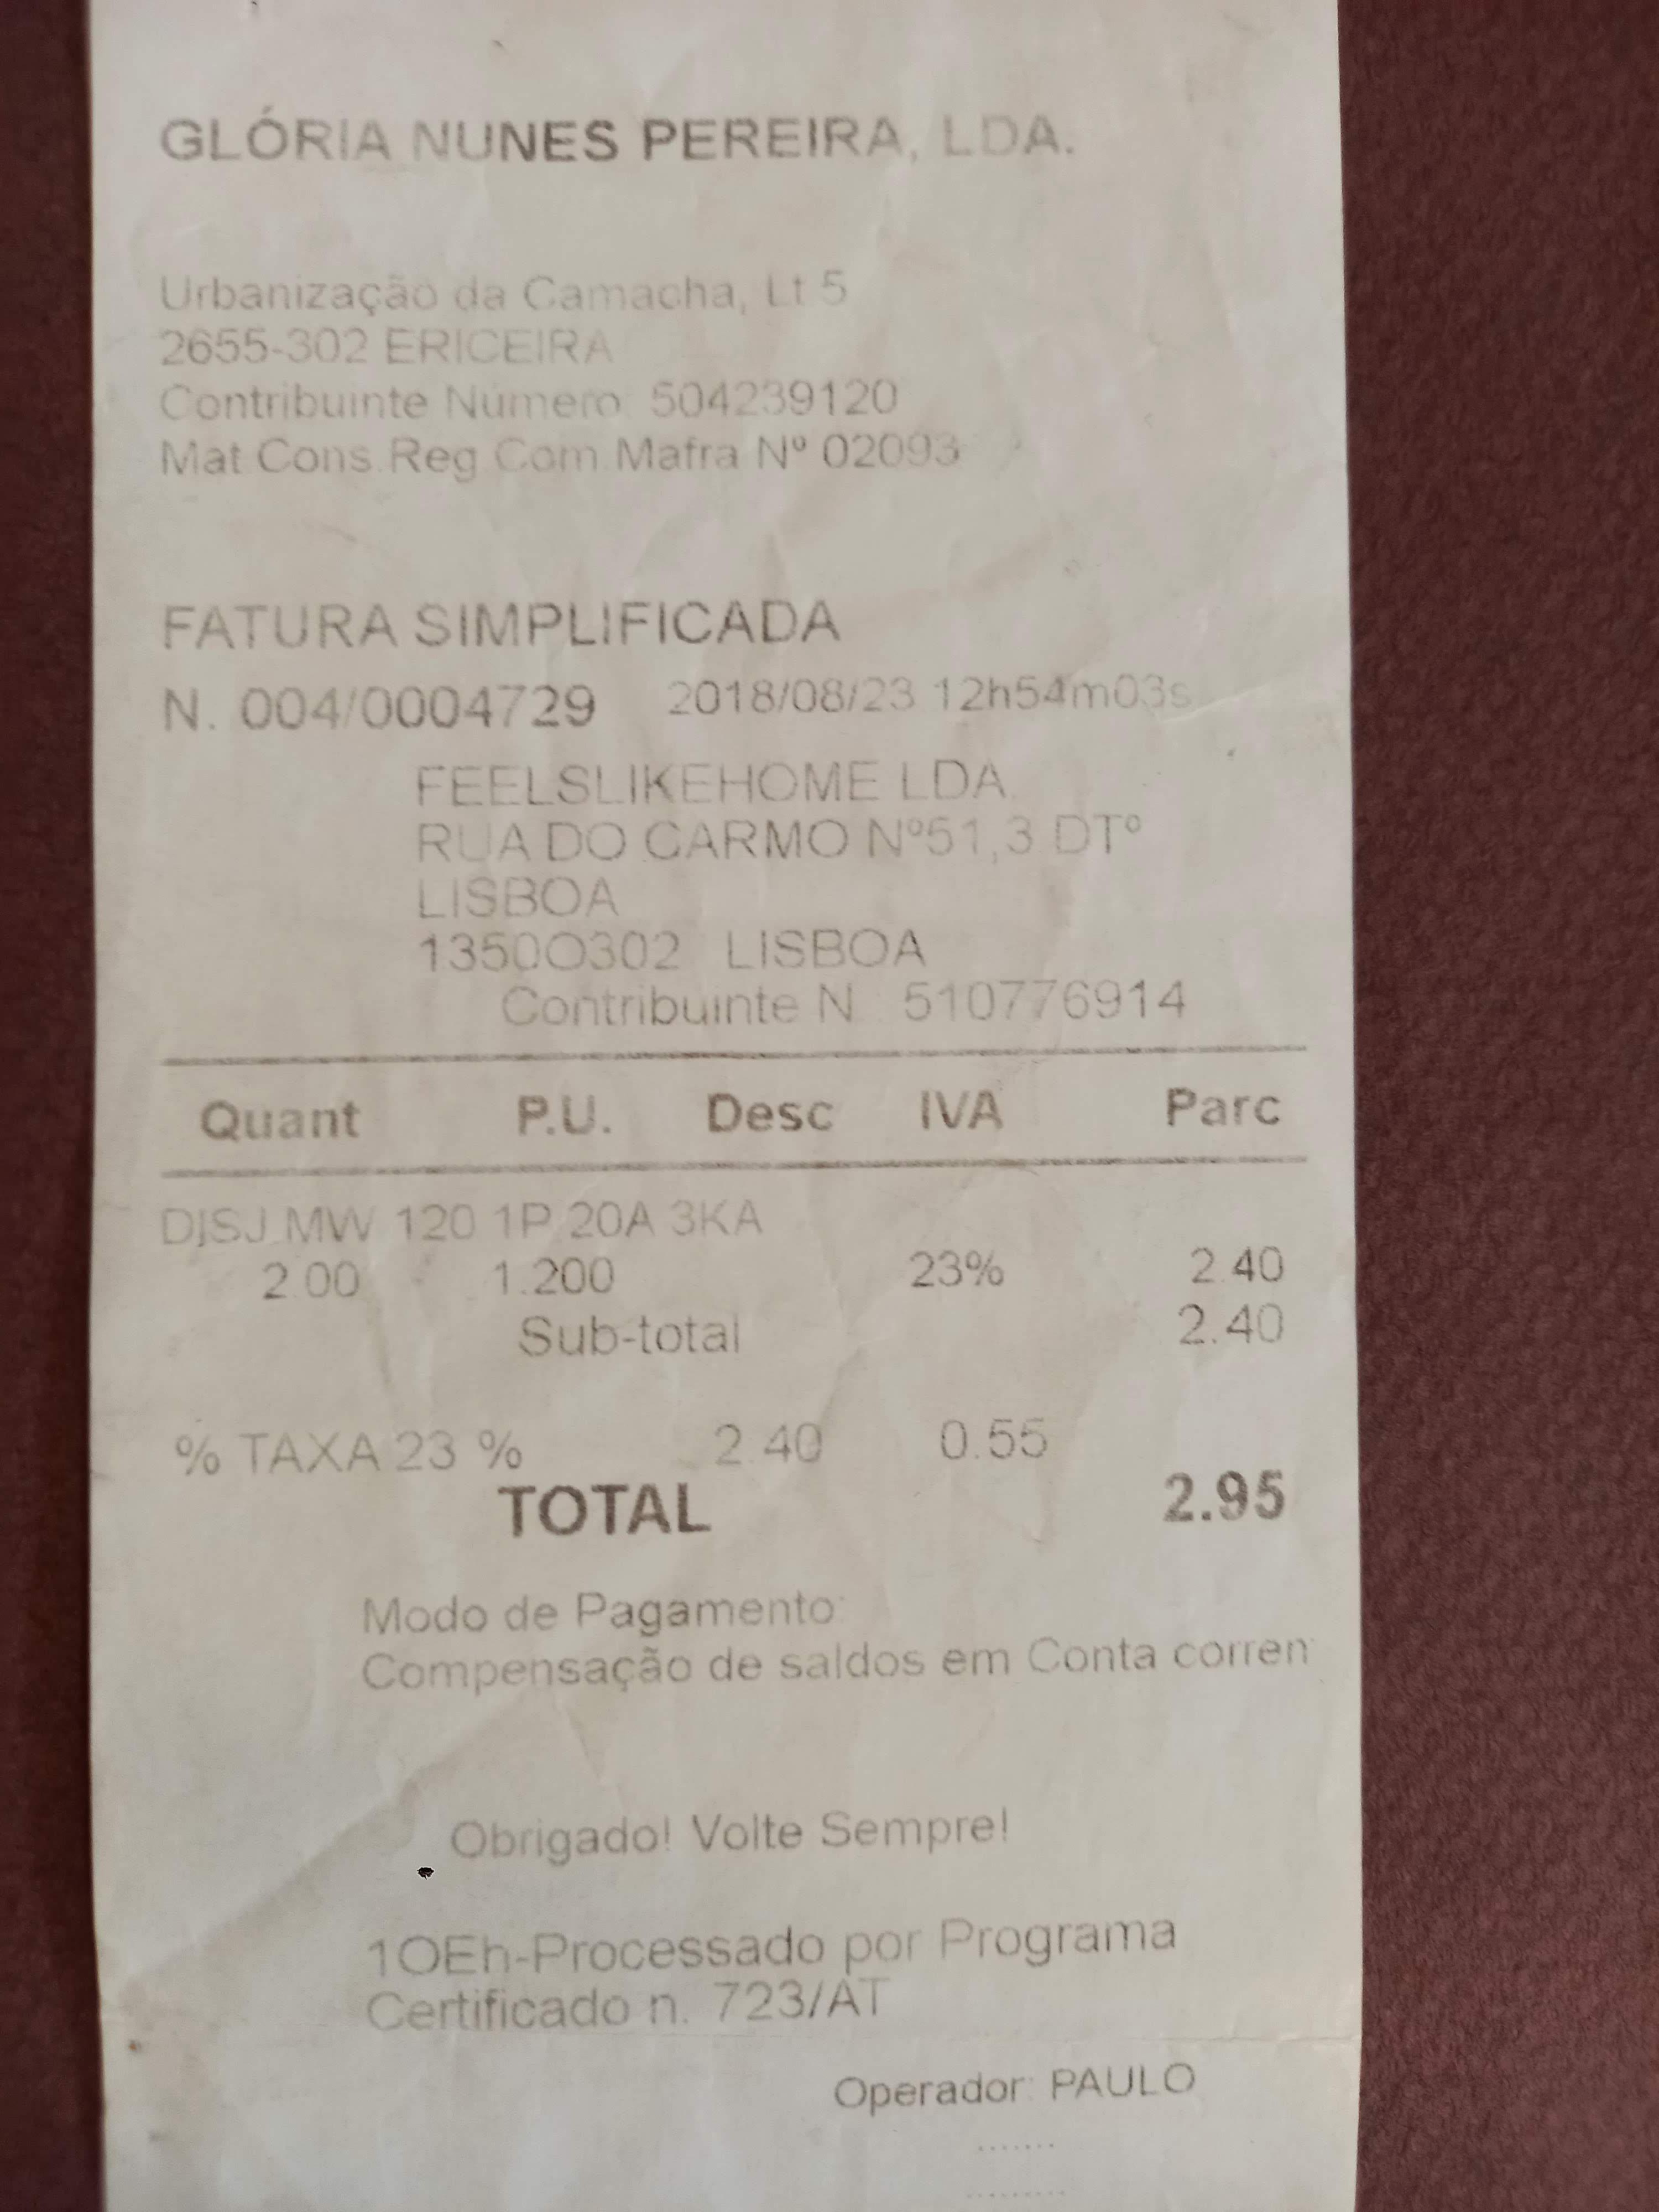 GLÓRIA NUNES PEREIRA, LDA.
Urbanização da Camacha, Lt 5
2655-302 ERICEIRA
Contribuinte Número: 504239120
Mat.Cons.Reg.Com.Mafra Nº 02093
FATURA SIMPLIFICADA
N. 004/0004729 2018/08/23 12h54m03s
FEELSLIKEHOME LDA.
RUA DO CARMO Nº51,3 DTº
LISBOA
1350O302 LISBOA
Contribuinte N.: 510776914
Quant P.U. Desc IVA Parc
DISJ.MW 120 1P 20A 3KA
2.00 1.200 23% 2.40
Sub-total 2.40
% TAXA 23 % 2.40 0.55
TOTAL 2.95
Modo de Pagamento:
Compensação de saldos em Conta corren
Obrigado! Volte Sempre!
1OEh-Processado por Programa
Certificado n. 723/AT
Operador: PAULO
.......
.........